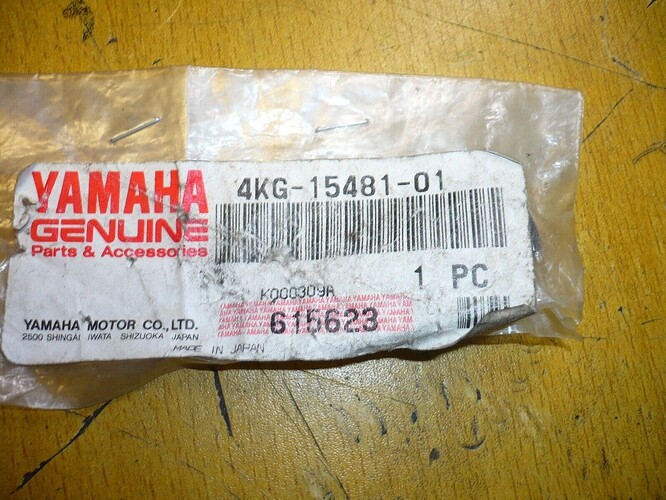 YAMAHA
GENUINE
Parts & Accessories
4KG-15481-01
K000309A
1 PC
615623
YAMAHA MOTOR CO., LTD.
2500 SHINGAI IWATA SHIZUOKA JAPAN
MADE IN JAPAN